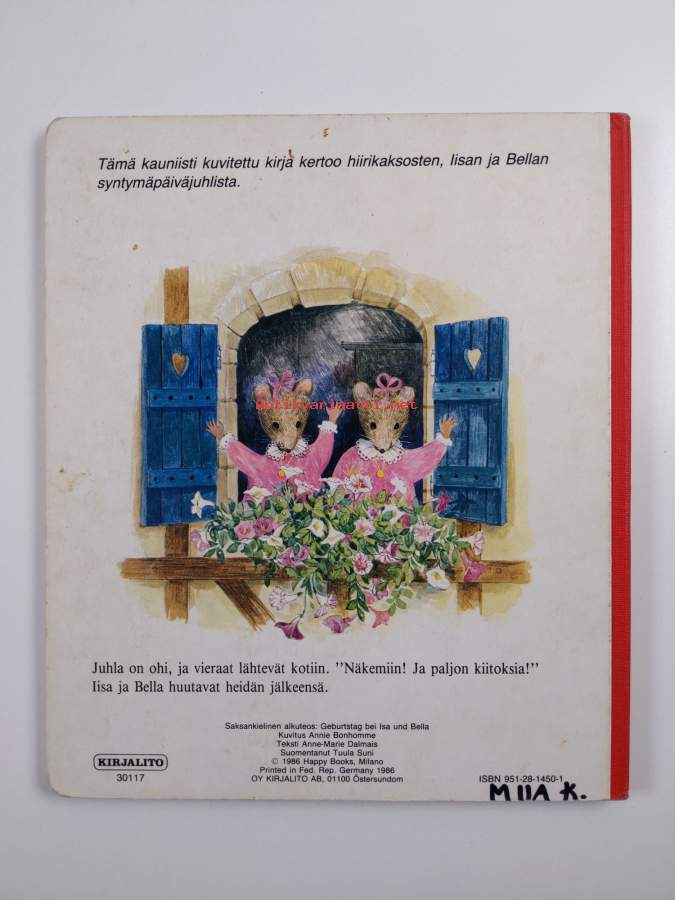 Tämä kauniisti kuvitettu kirja kertoo hiirikaksosten, Iisan ja Bellan
syntymäpäiväjuhlista.
antikvariaatti.net
Juhla on ohi, ja vieraat lähtevät kotiin. "Näkemiin! Ja paljon kiitoksia!"
Iisa ja Bella huutavat heidän jälkeensä.
Saksankielinen alkuteos: Geburtstag bei Isa und Bella
Kuvitus Annie Bonhomme
Teksti Anne-Marie Dalmais
Suomentanut Tuula Suni
© 1986 Happy Books, Milano
Printed in Fed. Rep. Germany 1986
OY KIRJALITO AB, 01100 Östersundom
KIRJALITO
30117
ISBN 951-28-1450-1
MIIA K.